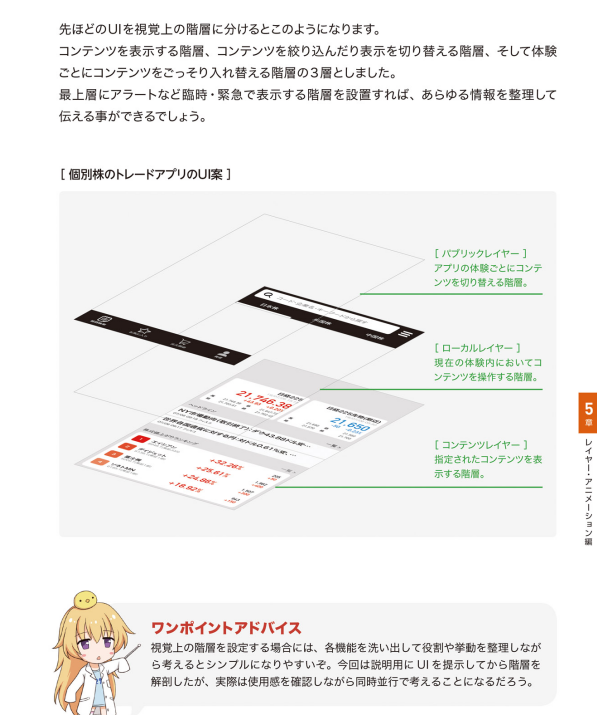 先ほどのUIを視覚上の階層に分けるとこのようになります。
コンテンツを表示する階層、コンテンツを絞り込んだり表示を切り替える階層、そして体験
ごとにコンテンツをごっそり入れ替える階層の3層としました。
最上層にアラートなど臨時・緊急で表示する階層を設置すれば、あらゆる情報を整理して
伝える事ができるでしょう。
[ 個別株のトレードアプリのUI案 ]
[ パブリックレイヤー ]
アプリの体験ごとにコンテ
ンツを切り替える階層。
日本株
米国株
中国株
[ ローカルレイヤー ]
現在の体験内においてコ
ンテンツを操作する階層。
日経225
21,746.38
21,650
+32.26%
+25.61%
+24.86%
+18.92%
[ コンテンツレイヤー ]
指定されたコンテンツを表
示する階層。
5
章
レイヤー・アニメーション編
ワンポイントアドバイス
視覚上の階層を設定する場合には、各機能を洗い出して役割や挙動を整理しなが
ら考えるとシンプルになりやすいぞ。今回は説明用に UI を提示してから階層を
解剖したが、実際は使用感を確認しながら同時並行で考えることになるだろう。